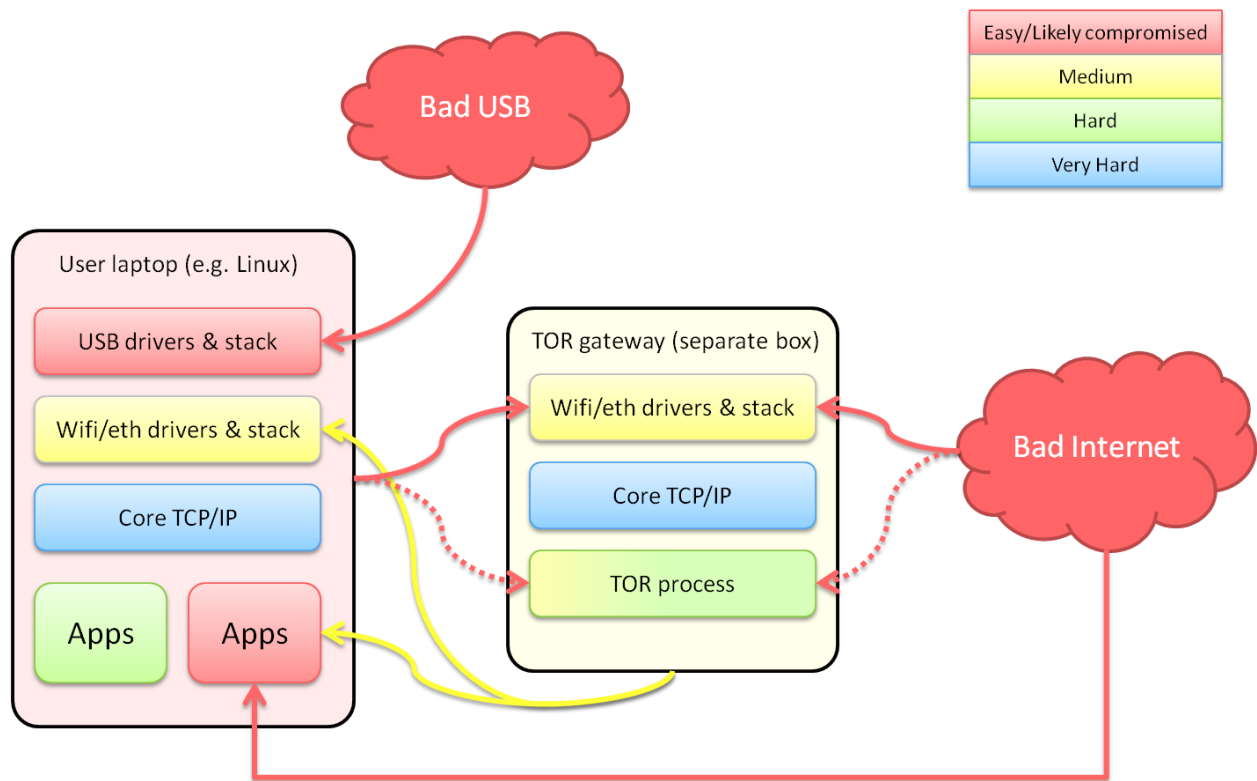 Easy/Likely compromised
Medium
Hard
Very Hard
Bad USB
User laptop (e.g. Linux)
USB drivers & stack
Wifi/eth drivers & stack
Core TCP/IP
Apps
Apps
TOR gateway (separate box)
Wifi/eth drivers & stack
Core TCP/IP
TOR process
Bad Internet